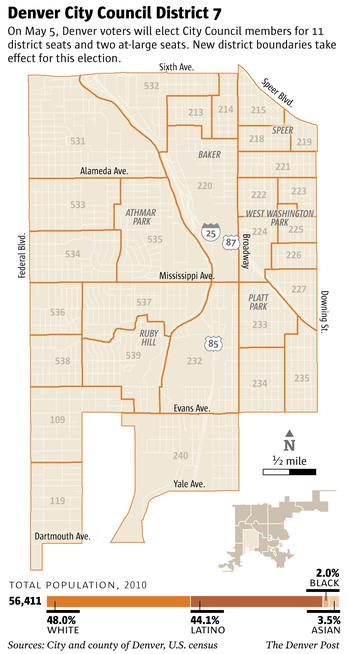 Denver City Council District 7
On May 5, Denver voters will elect City Council members for 11
district seats and two at-large seats. New district boundaries take
effect for this election.
Sixth Ave.
Speer Blvd.
532
213
214
215
531
218
SPEER
219
BAKER
221
Alameda Ave.
220
222
223
533
ATHMAR
PARK
WEST WASHINGTON
PARK
224
225
25
87
Federal Blvd.
534
535
Broadway
226
Mississippi Ave.
227
537
PLATT
PARK
Downing St.
536
RUBY
HILL
233
85
538
539
232
234
235
Evans Ave.
109
N
240
½ mile
Yale Ave.
119
Dartmouth Ave.
TOTAL POPULATION, 2010
2.0%
BLACK
56,411
48.0%
WHITE
44.1%
LATINO
3.5%
ASIAN
Sources: City and county of Denver, U.S. census
The Denver Post